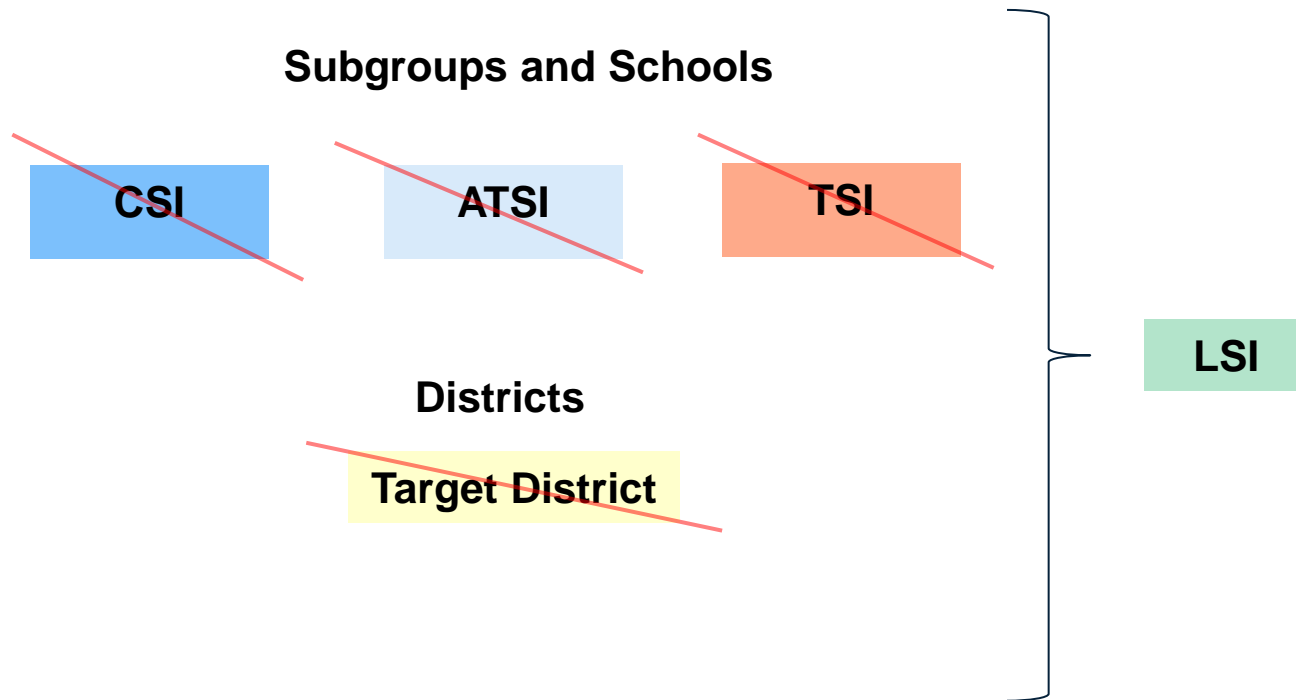 Subgroups and Schools
CSI
ATSI
TSI
LSI
Districts
Target District